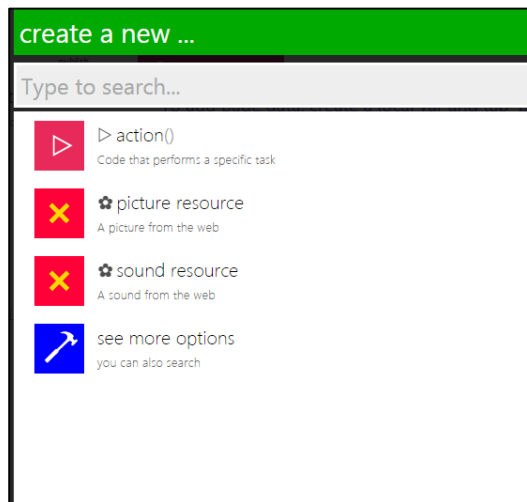 create a new ...
Type to search...
▷ action()
Code that performs a specific task
✿ picture resource
A picture from the web
✿ sound resource
A sound from the web
see more options
you can also search